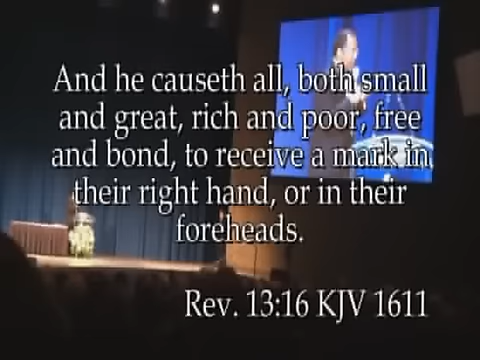 And he causeth all, both small
and great, rich and poor, free
and bond, to receive a mark in
their right hand, or in their
foreheads.
Rev. 13:16 KJV 1611